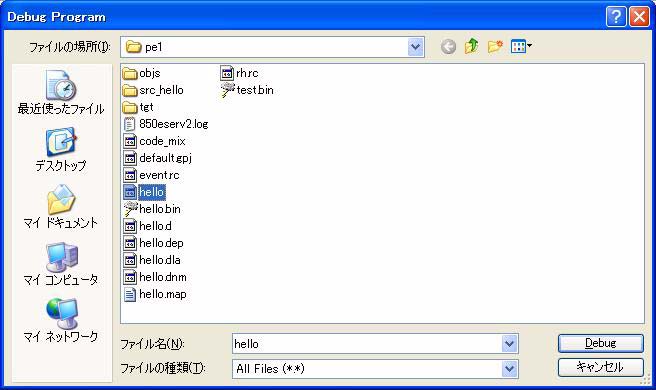 Debug Program
ファイルの場所(I):
pe1
最近使ったファイル
デスクトップ
マイ ドキュメント
マイ コンピュータ
マイ ネットワーク
objs
src_hello
tgt
850eserv2.log
code_mix
default.gpj
event.rc
hello
hello.bin
hello.d
hello.dep
hello.dla
hello.dnm
hello.map
rh.rc
test.bin
ファイル名(N):
hello
Debug
ファイルの種類(T):
All Files (*.*)
キャンセル